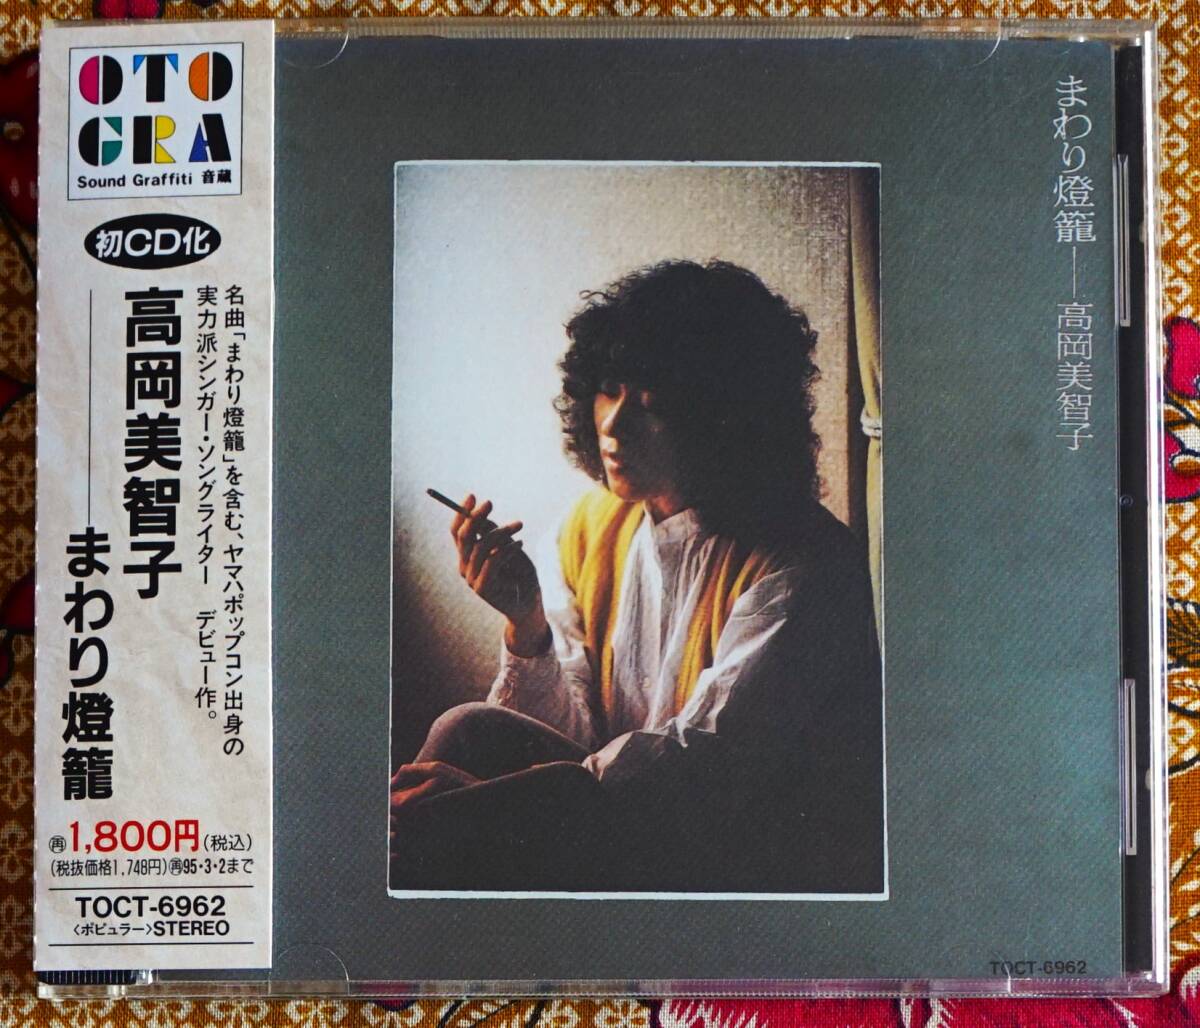 OTO
GRA
Sound Graffiti 音蔵
初CD化
名曲「まわり燈籠」を含む、ヤマハポップコン出身の
実力派シンガー・ソングライター デビュー作。
高岡美智子
まわり燈籠
再1,800円(税込)
(税抜価格1,748円)再95・3・2まで
TOCT-6962
〈ポピュラー〉STEREO
まわり燈籠──高岡美智子
TOCT-6962